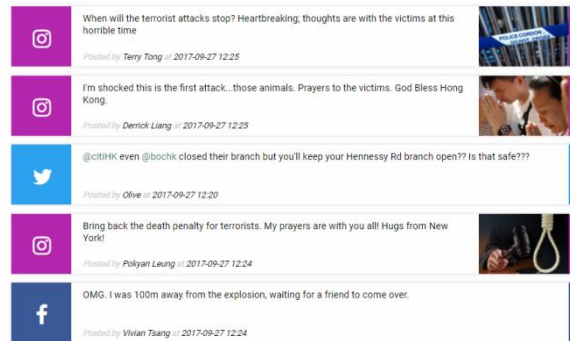 When will the terrorist attacks stop? Heartbreaking; thoughts are with the victims at this
horrible time
Posted by Terry Tong at 2017-09-27 12:25
POLICE CORDON
I'm shocked this is the first attack...those animals. Prayers to the victims. God Bless Hong
Kong.
Posted by Derrick Liang at 2017-09-27 12:25
@citiHK even @bochk closed their branch but you'll keep your Hennessy Rd branch open?? Is that safe???
Posted by Olive at 2017-09-27 12:20
Bring back the death penalty for terrorists. My prayers are with you all! Hugs from New
York!
Posted by Pokyan Leung at 2017-09-27 12:24
OMG. I was 100m away from the explosion, waiting for a friend to come over.
Posted by Vivian Tsang at 2017-09-27 12:24